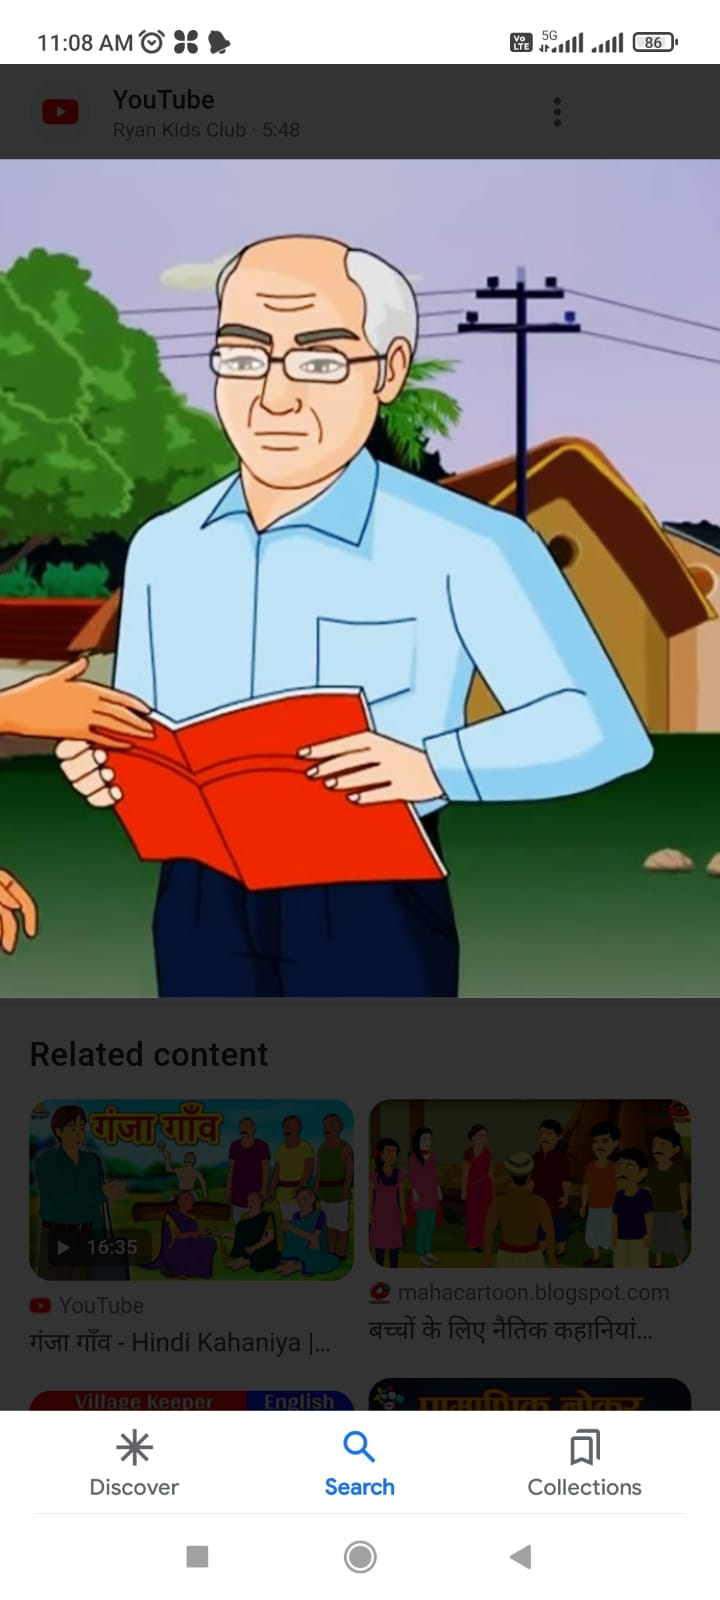 11:08 AM
Vo LTE 5G 86
YouTube
Ryan Kids Club · 5:48
Related content
गंजा गाँव
16:35
YouTube
गंजा गाँव - Hindi Kahaniya |...
mahacartoon.blogspot.com
बच्चों के लिए नैतिक कहानियां...
Village Keeper English
प्रामाणिक नोकर
Discover Search Collections